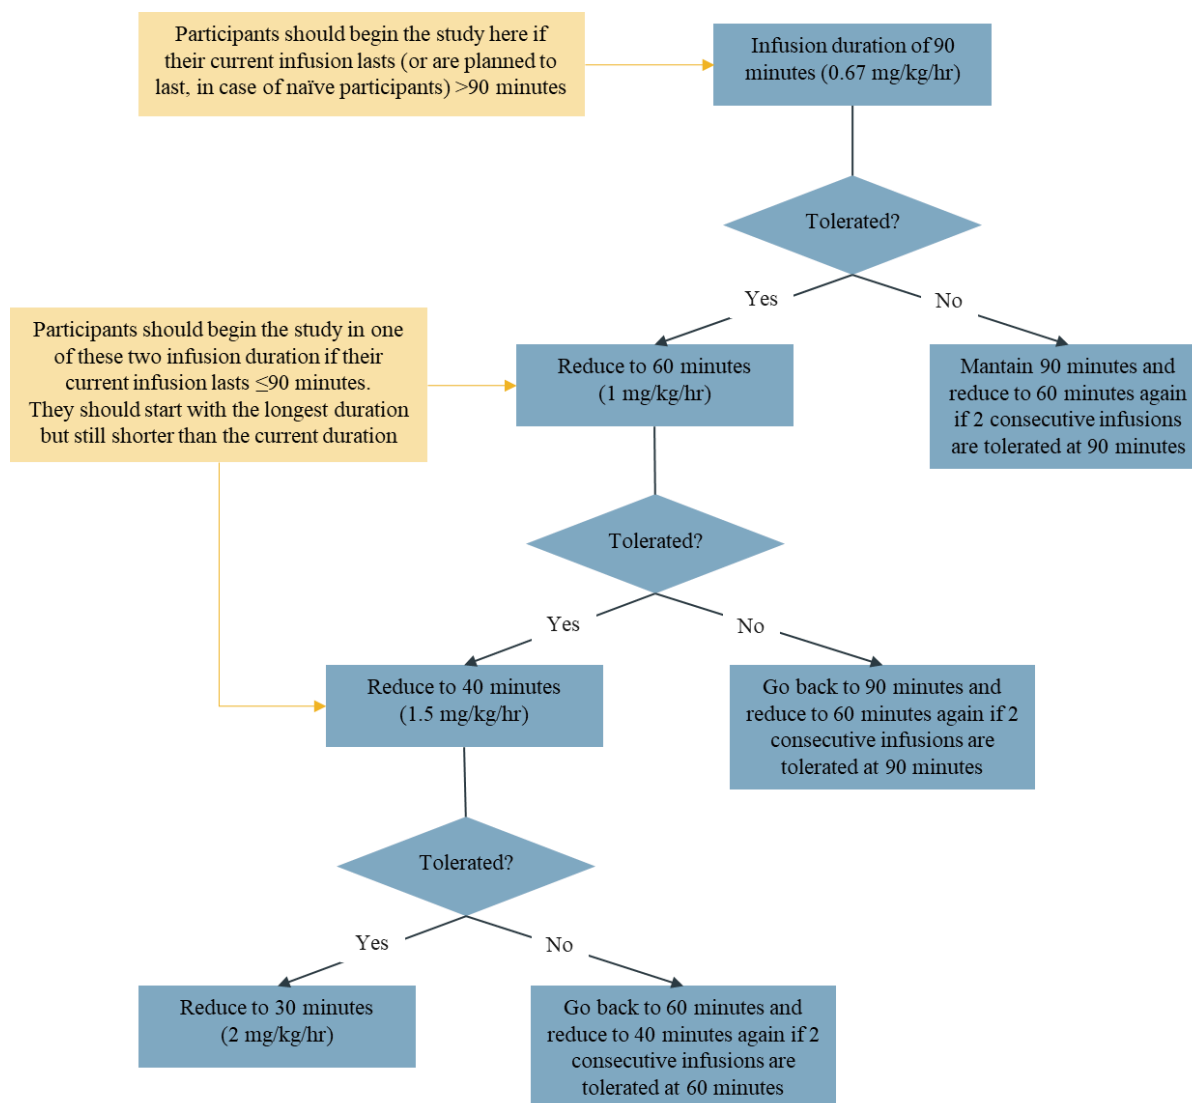 Participants should begin the study here if
their current infusion lasts (or are planned to
last, in case of naïve participants) >90 minutes
Infusion duration of 90
minutes (0.67 mg/kg/hr)
Tolerated?
Yes
No
Participants should begin the study in one
of these two infusion duration if their
current infusion lasts ≤90 minutes.
They should start with the longest duration
but still shorter than the current duration
Reduce to 60 minutes
(1 mg/kg/hr)
Mantain 90 minutes and
reduce to 60 minutes again
if 2 consecutive infusions
are tolerated at 90 minutes
Tolerated?
Yes
No
Reduce to 40 minutes
(1.5 mg/kg/hr)
Go back to 90 minutes and
reduce to 60 minutes again if 2
consecutive infusions are
tolerated at 90 minutes
Tolerated?
Yes
No
Reduce to 30 minutes
(2 mg/kg/hr)
Go back to 60 minutes and
reduce to 40 minutes again if 2
consecutive infusions are
tolerated at 60 minutes